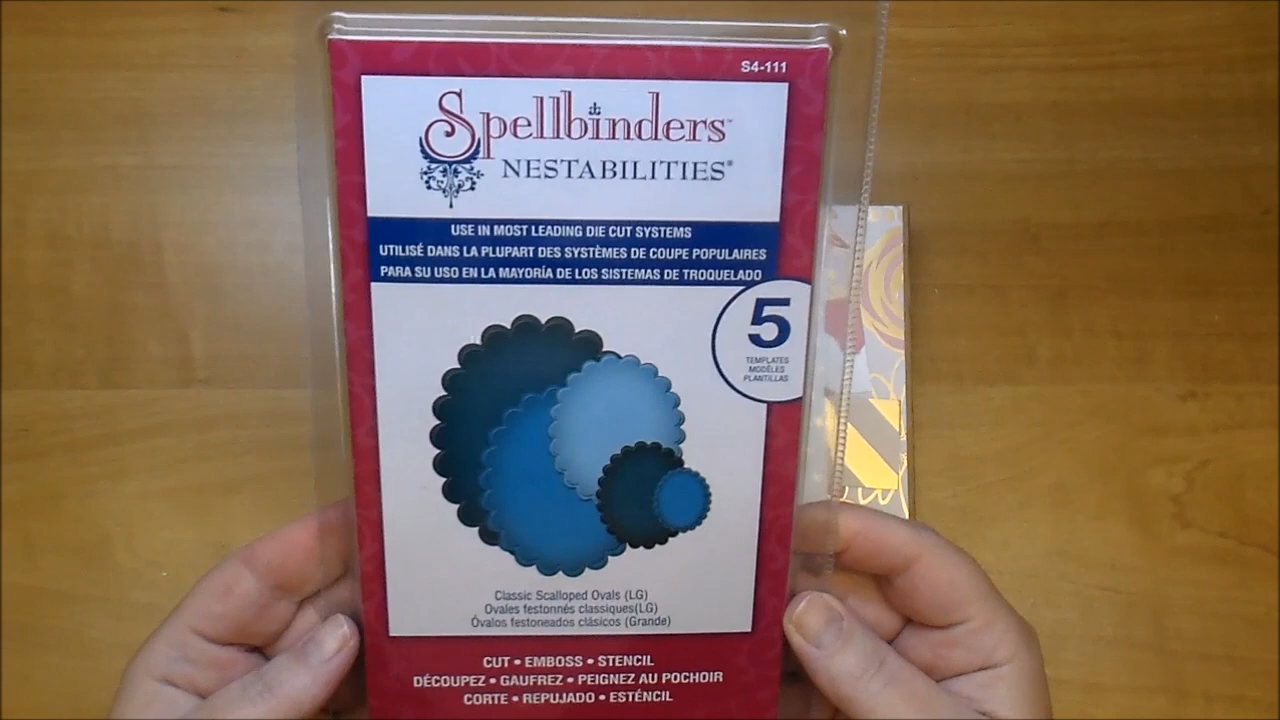 S4-111
Spellbinders™
NESTABILITIES®
USE IN MOST LEADING DIE CUT SYSTEMS
UTILISÉ DANS LA PLUPART DES SYSTÈMES DE COUPE POPULAIRES
PARA SU USO EN LA MAYORÍA DE LOS SISTEMAS DE TROQUELADO
5
TEMPLATES
MODÈLES
PLANTILLAS
Classic Scalloped Ovals (LG)
Ovales festonnés classiques(LG)
Óvalos festoneados clásicos (Grande)
CUT • EMBOSS • STENCIL
DÉCOUPEZ • GAUFREZ • PEIGNEZ AU POCHOIR
CORTE • REPUJADO • ESTÉNCIL